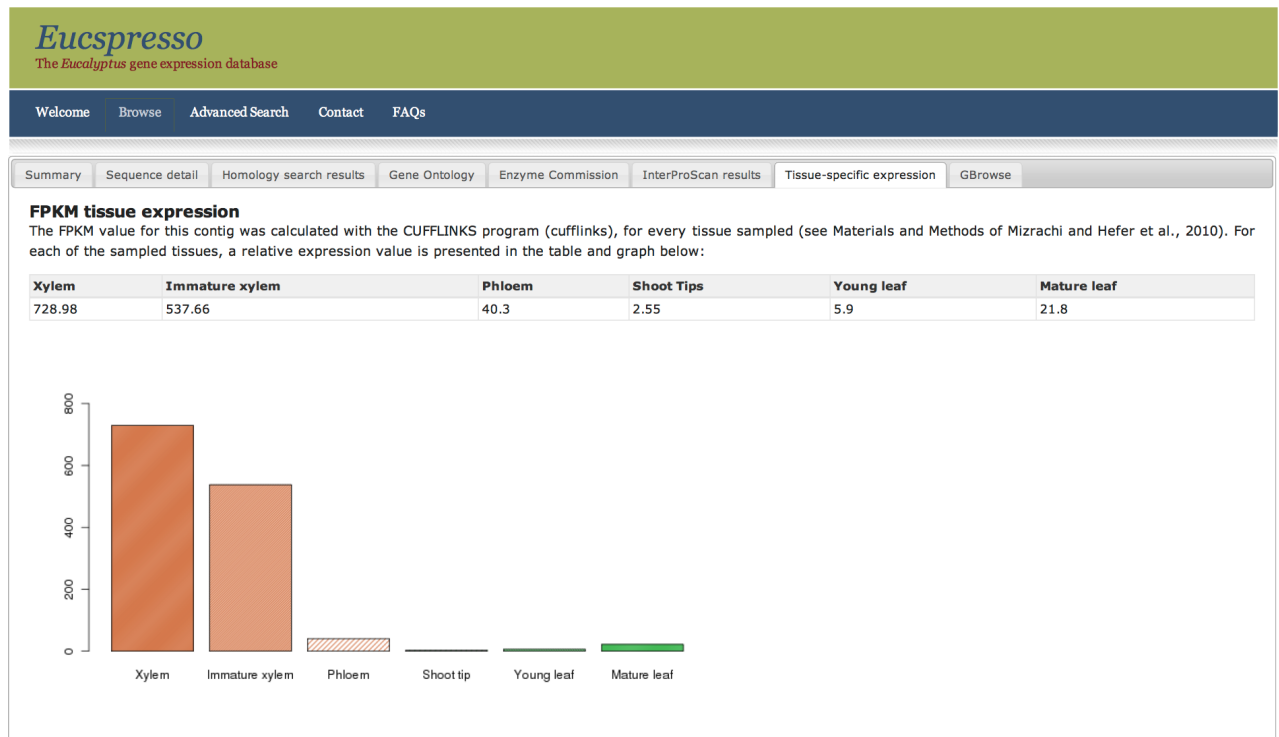 Eucspresso
The Eucalyptus gene expression database
Welcome Browse Advanced Search Contact FAQs
Summary Sequence detail Homology search results Gene Ontology Enzyme Commission InterProScan results Tissue-specific expression GBrowse
FPKM tissue expression
The FPKM value for this contig was calculated with the CUFFLINKS program (cufflinks), for every tissue sampled (see Materials and Methods of Mizrachi and Hefer et al., 2010). For
each of the sampled tissues, a relative expression value is presented in the table and graph below:
Xylem Immature xylem Phloem Shoot Tips Young leaf Mature leaf
728.98 537.66 40.3 2.55 5.9 21.8
800
600
400
200
0
Xylem Immature xylem Phloem Shoot tip Young leaf Mature leaf